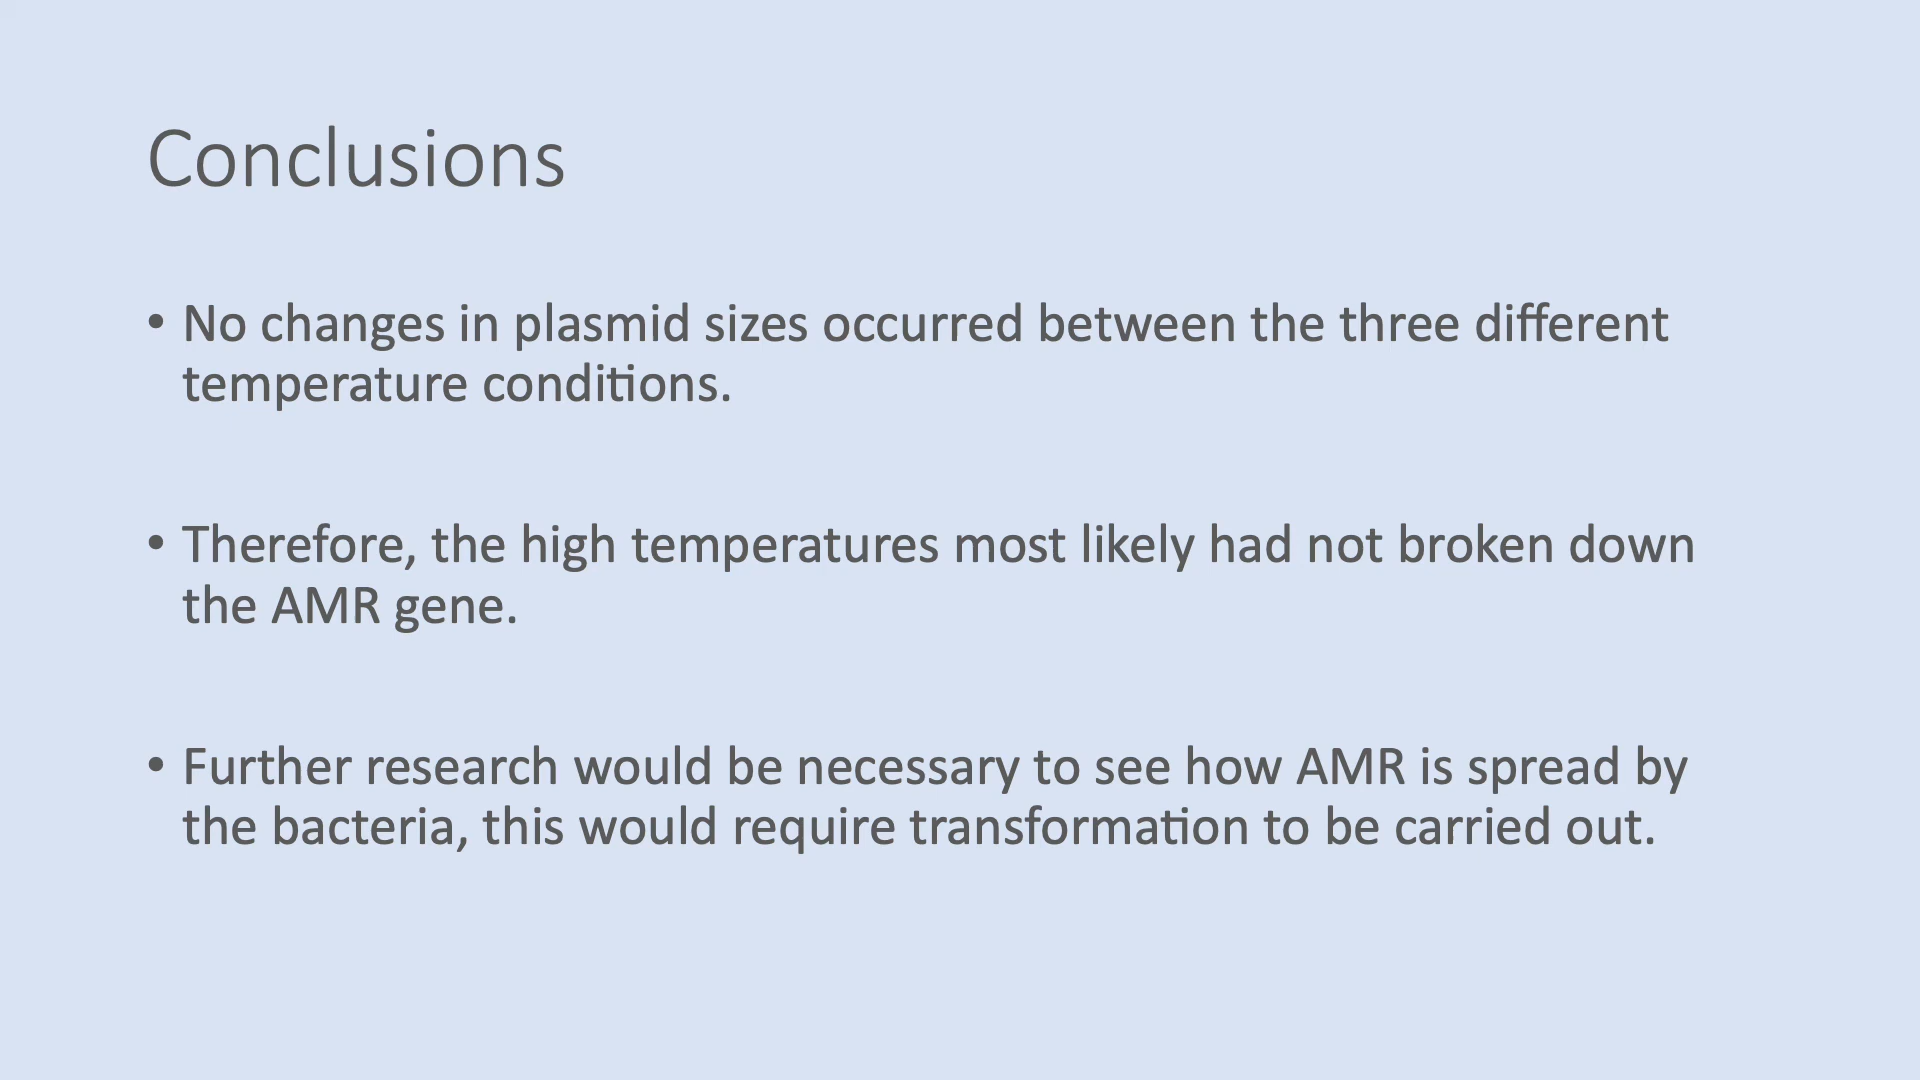 Conclusions
• No changes in plasmid sizes occurred between the three different
temperature conditions.
• Therefore, the high temperatures most likely had not broken down
the AMR gene.
• Further research would be necessary to see how AMR is spread by
the bacteria, this would require transformation to be carried out.